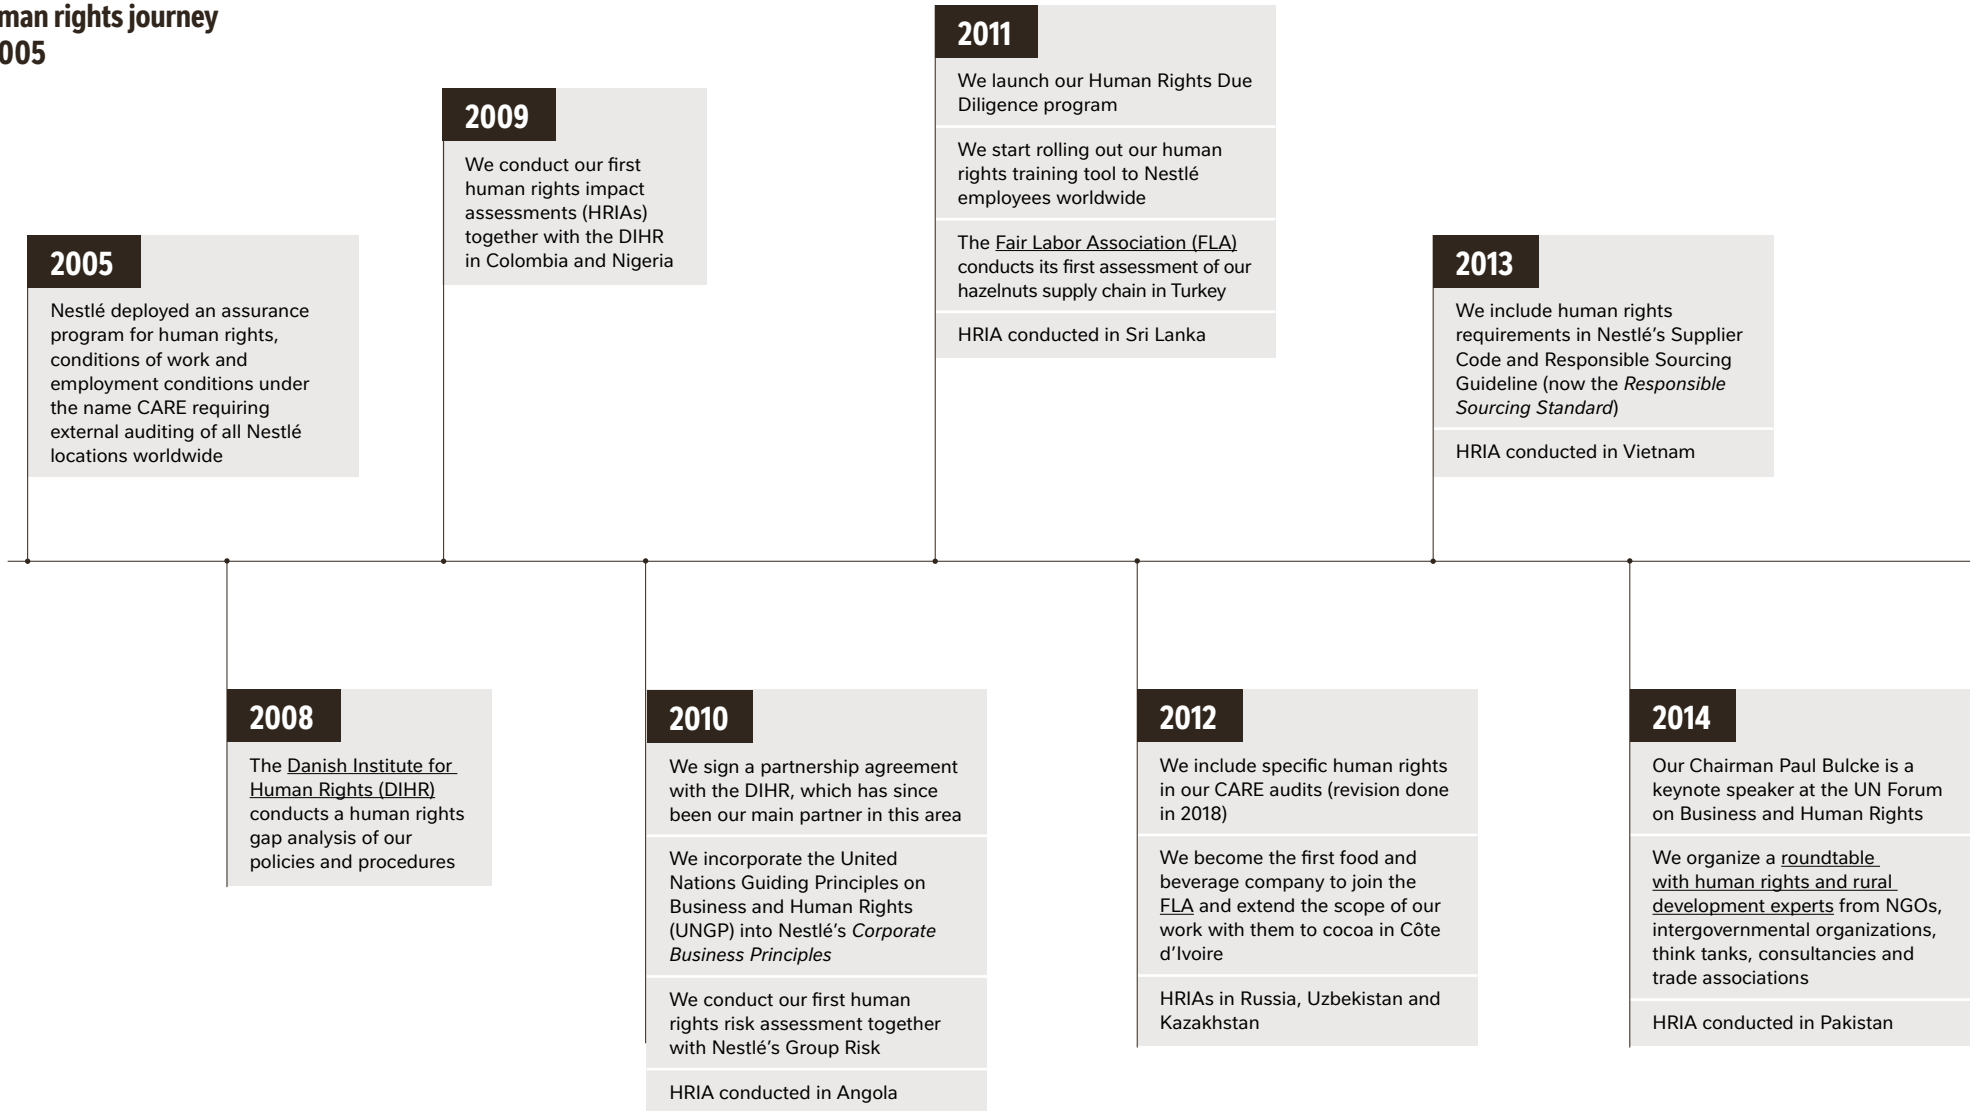 man rights journey
005
2005
Nestlé deployed an assurance
program for human rights,
conditions of work and
employment conditions under
the name CARE requiring
external auditing of all Nestlé
locations worldwide
2008
The Danish Institute for
Human Rights (DIHR)
conducts a human rights
gap analysis of our
policies and procedures
2009
We conduct our first
human rights impact
assessments (HRIAs)
together with the DIHR
in Colombia and Nigeria
2010
We sign a partnership agreement
with the DIHR, which has since
been our main partner in this area
We incorporate the United
Nations Guiding Principles on
Business and Human Rights
(UNGP) into Nestlé’s Corporate
Business Principles
We conduct our first human
rights risk assessment together
with Nestlé’s Group Risk
HRIA conducted in Angola
2011
We launch our Human Rights Due
Diligence program
We start rolling out our human
rights training tool to Nestlé
employees worldwide
The Fair Labor Association (FLA)
conducts its first assessment of our
hazelnuts supply chain in Turkey
HRIA conducted in Sri Lanka
2012
We include specific human rights
in our CARE audits (revision done
in 2018)
We become the first food and
beverage company to join the
FLA and extend the scope of our
work with them to cocoa in Côte
d’Ivoire
HRIAs in Russia, Uzbekistan and
Kazakhstan
2013
We include human rights
requirements in Nestlé’s Supplier
Code and Responsible Sourcing
Guideline (now the Responsible
Sourcing Standard)
HRIA conducted in Vietnam
2014
Our Chairman Paul Bulcke is a
keynote speaker at the UN Forum
on Business and Human Rights
We organize a roundtable
with human rights and rural
development experts from NGOs,
intergovernmental organizations,
think tanks, consultancies and
trade associations
HRIA conducted in Pakistan